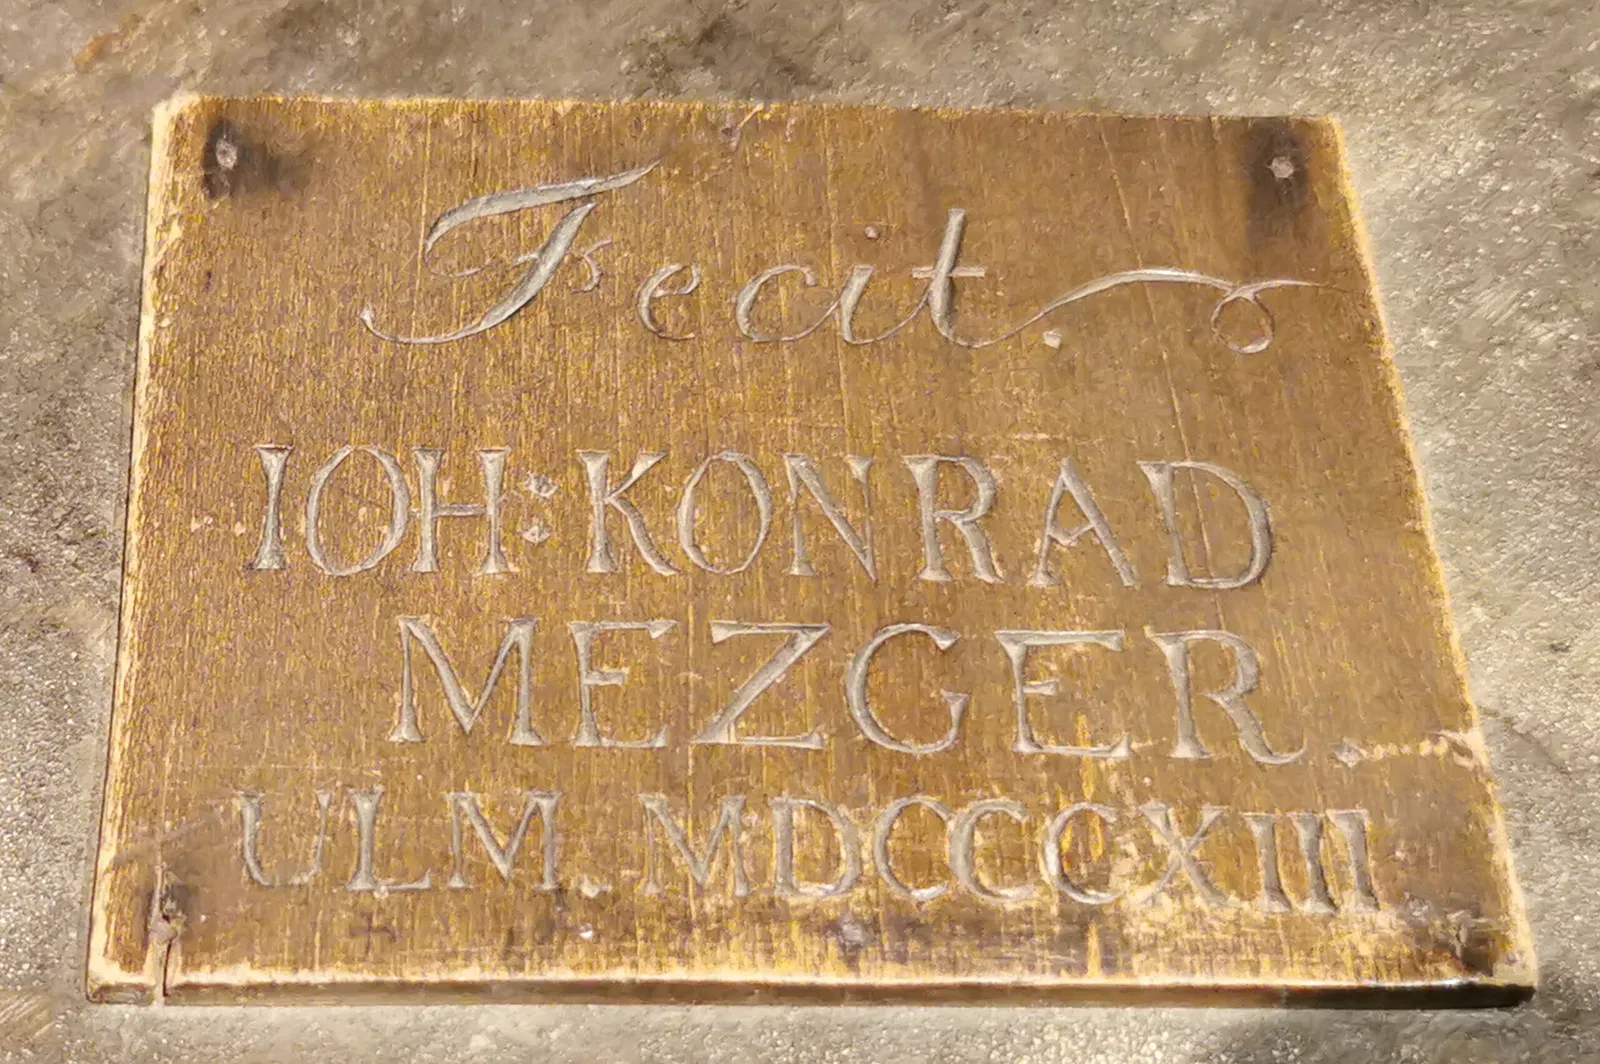 Fecit.
IOH: KONRAD
MEZGER.
ULM. MDCCCXIII